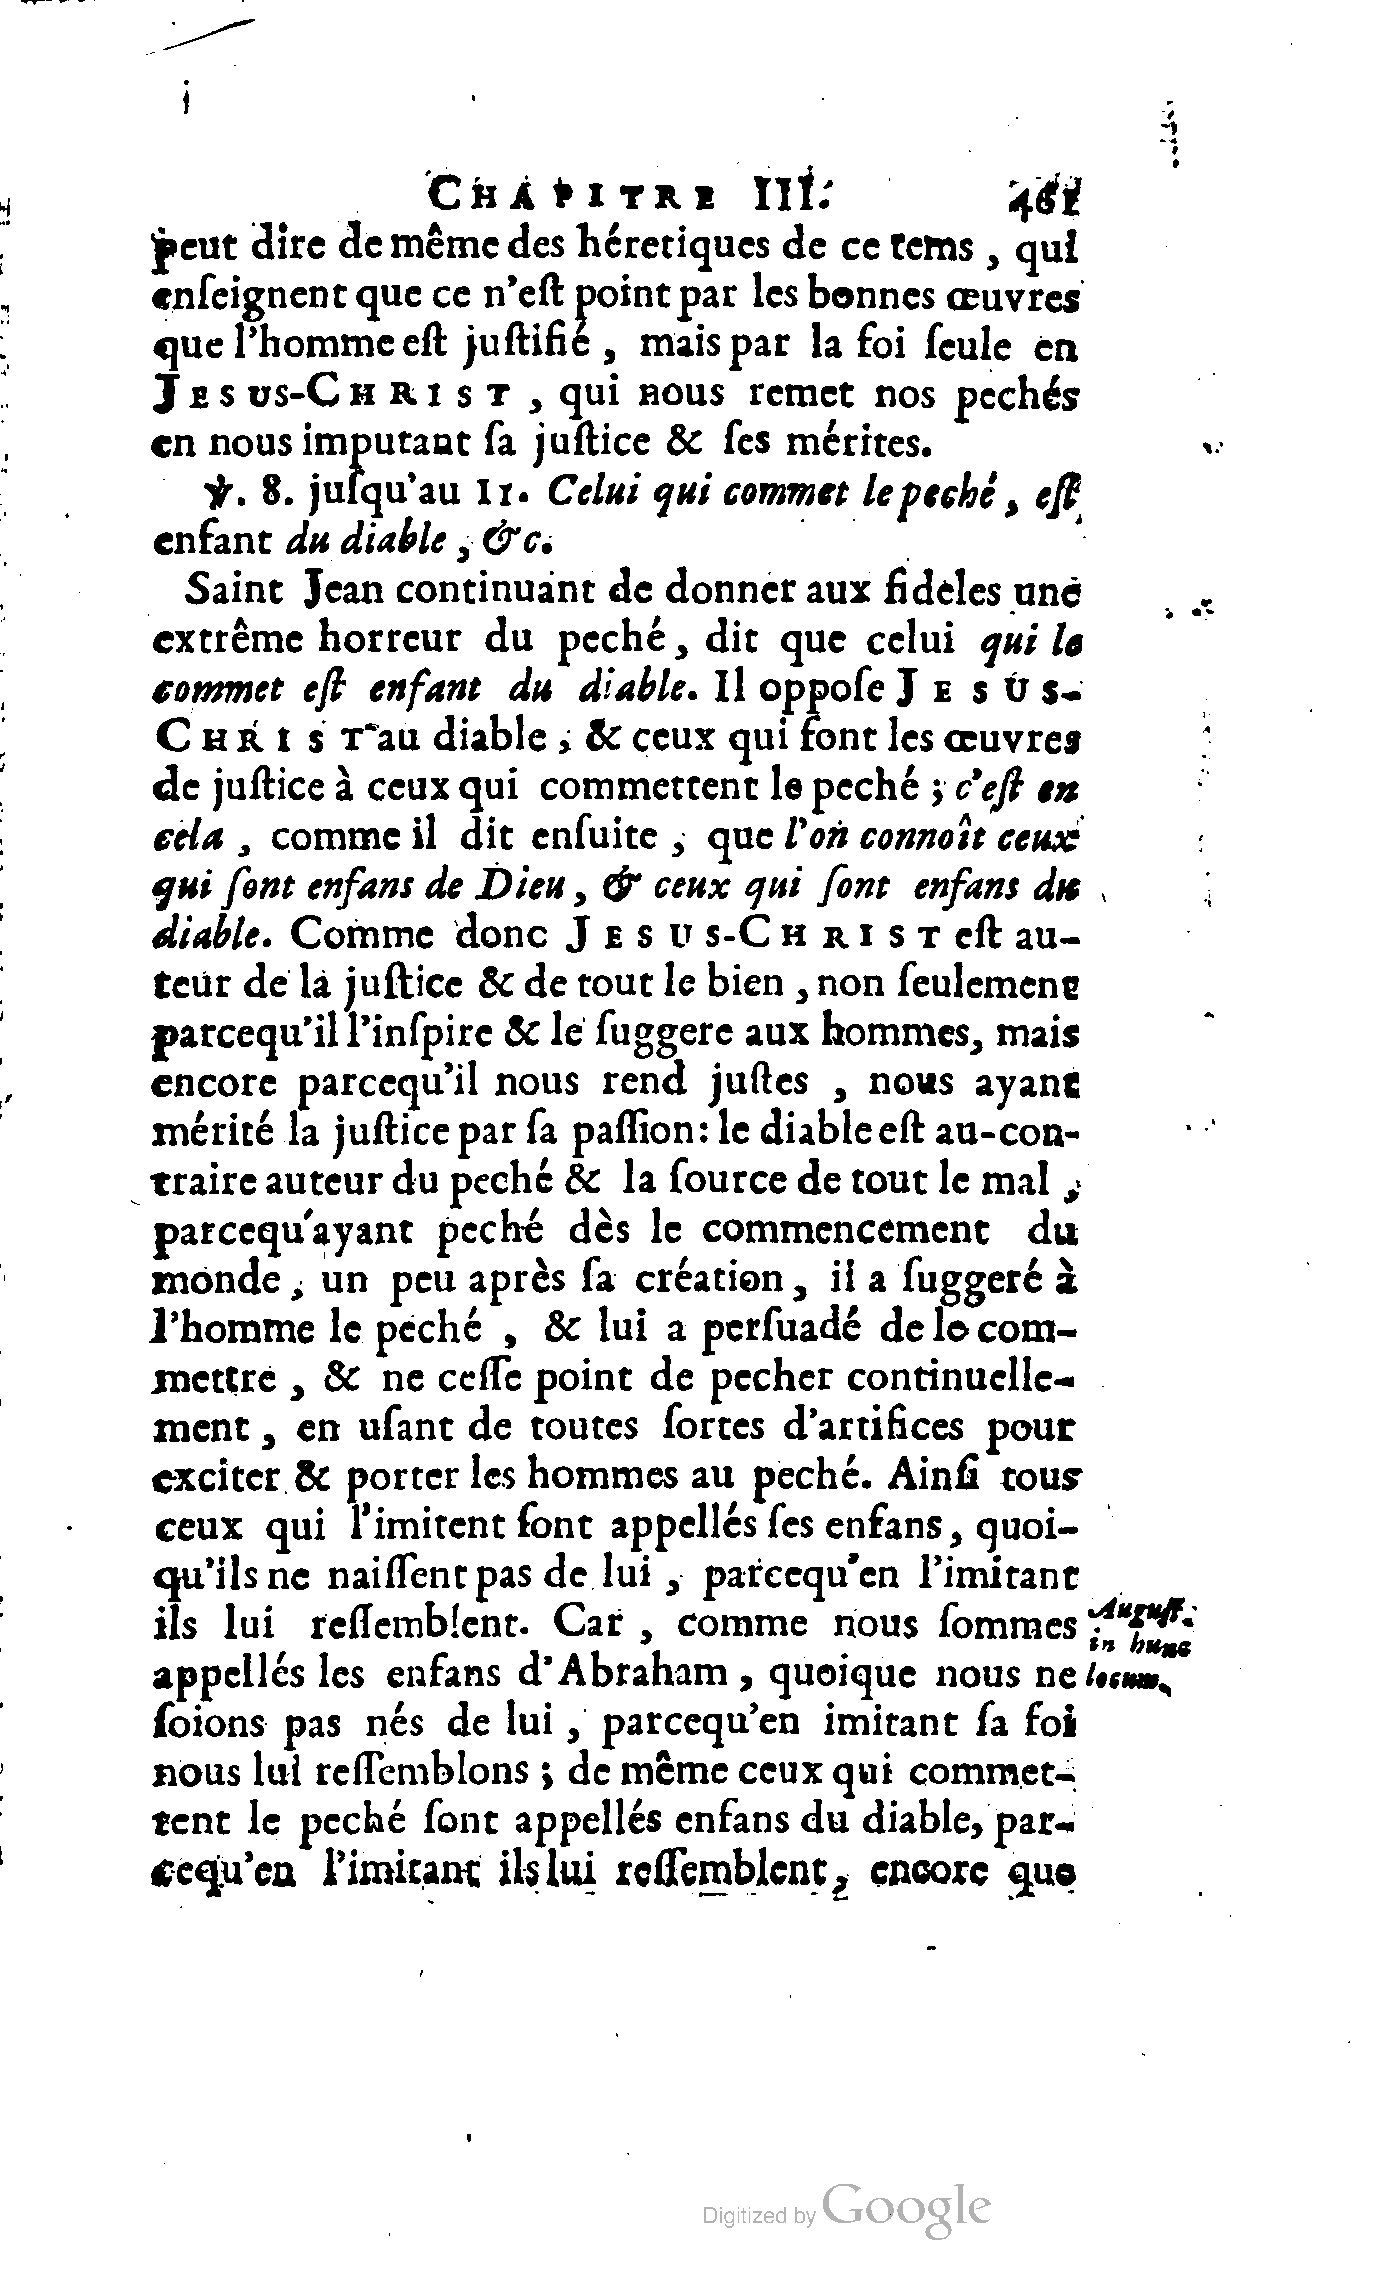 CHAPITRE III. 461
peut dire de même des héretiques de ce tems, qui
enſeignent que ce n'eſt point par les bonnes œuvres
que l'homme eſt juſtifié, mais par la foi ſeule en
JESUS-CHRIST, qui nous remet nos pechés
en nous imputant ſa juſtice & ſes mérites.
℣. 8. juſqu'au 11. Celui qui commet le peché, eſt
enfant du diable, &c.
Saint Jean continuant de donner aux fideles une
extrême horreur du peché, dit que celui qui le
commet eſt enfant du diable. Il oppoſe JESUS-
CHRIST au diable, & ceux qui font les œuvres
de juſtice à ceux qui commettent le peché; c'eſt en
cela, comme il dit enſuite, que l'on connoît ceux
qui ſont enfans de Dieu, & ceux qui ſont enfans du
diable. Comme donc JESUS-CHRIST eſt au-
teur de la juſtice & de tout le bien, non ſeulement
parcequ'il l'inſpire & le ſuggere aux hommes, mais
encore parcequ'il nous rend juſtes, nous ayant
mérité la juſtice par ſa paſſion: le diable eſt au-con-
traire auteur du peché & la ſource de tout le mal,
parcequ'ayant peché dès le commencement du
monde, un peu après ſa création, il a ſuggeré à
l'homme le peché, & lui a perſuadé de le com-
mettre, & ne ceſſe point de pecher continuelle-
ment, en uſant de toutes ſortes d'artifices pour
exciter & porter les hommes au peché. Ainſi tous
ceux qui l'imitent ſont appellés ſes enfans, quoi-
qu'ils ne naiſſent pas de lui, parcequ'en l'imitant
ils lui reſſemblent. Car, comme nous ſommes
appellés les enfans d'Abraham, quoique nous ne
ſoions pas nés de lui, parcequ'en imitant ſa foi
nous lui reſſemblons; de même ceux qui commet-
tent le peché ſont appellés enfans du diable, par-
cequ'en l'imitant ils lui reſſemblent, encore que
Auguſt.
in hunc
locum.
Digitized by Google